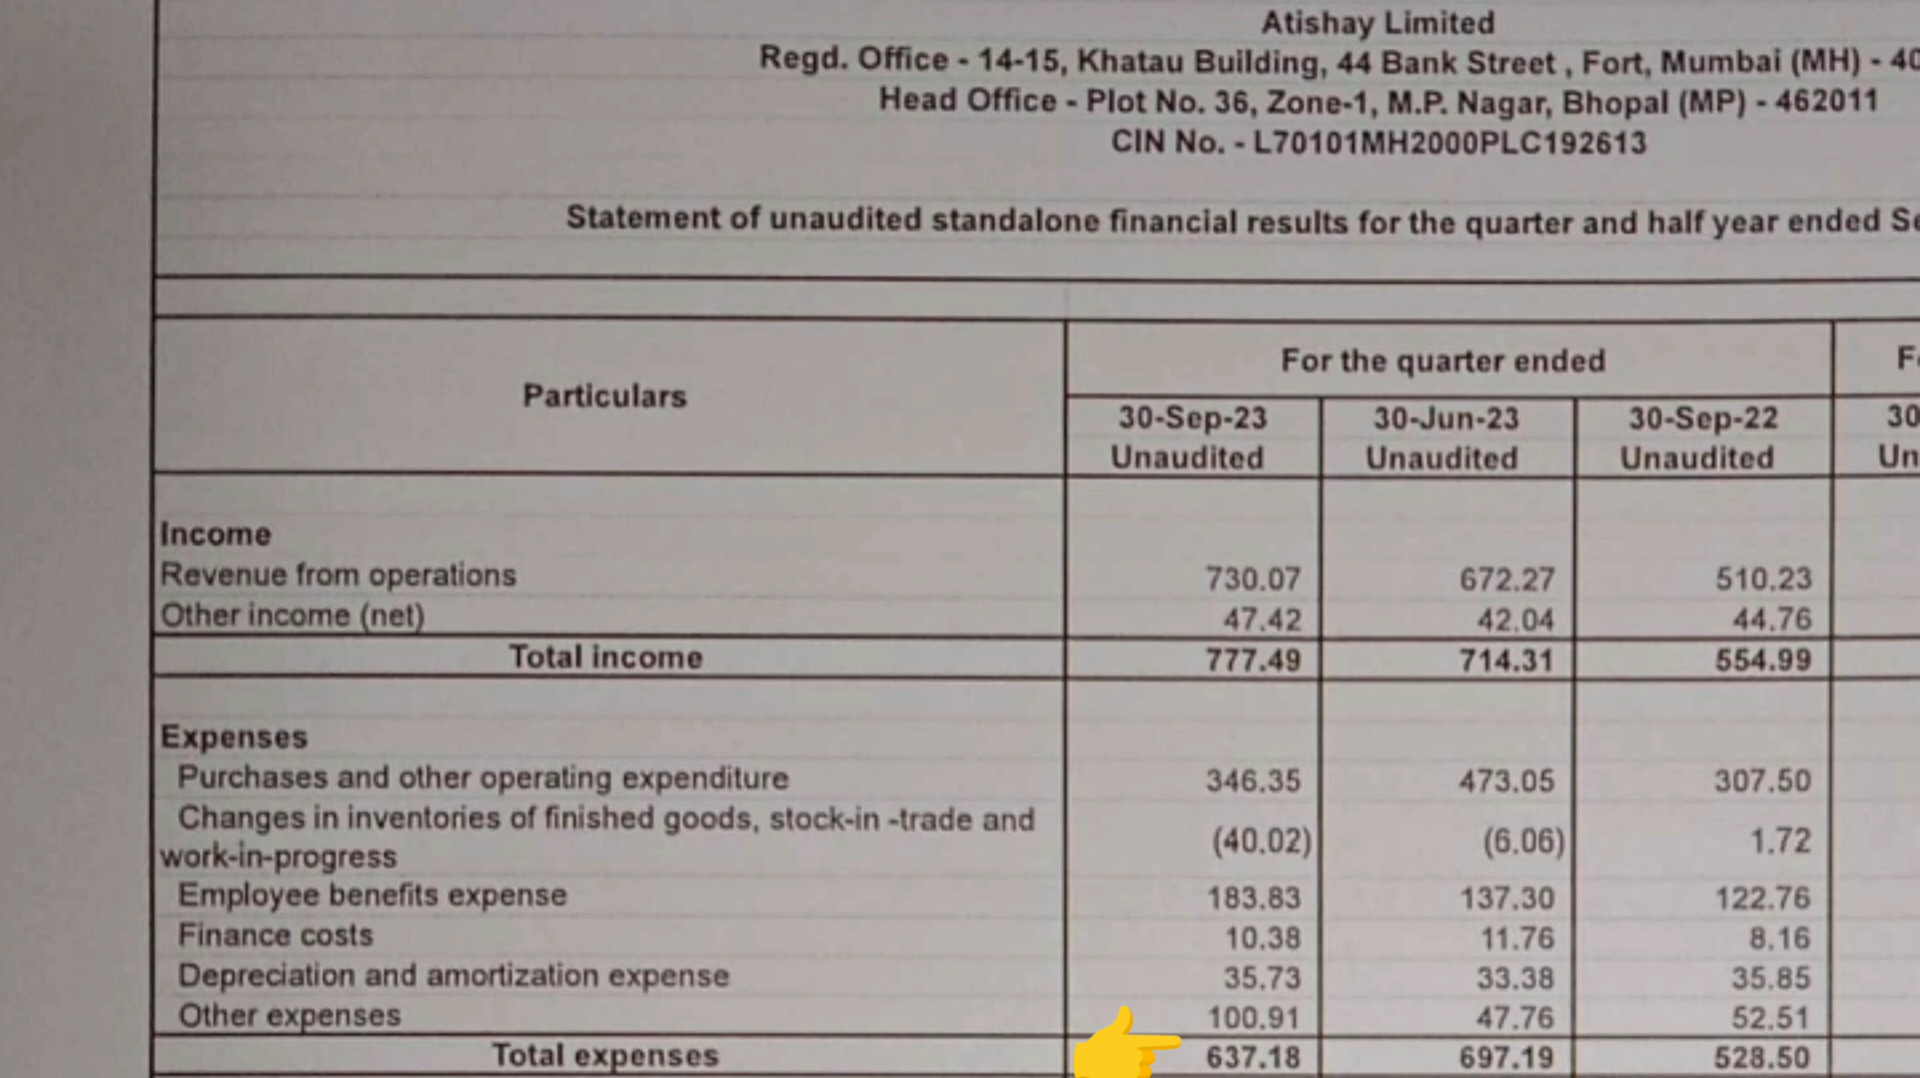 Atishay Limited
Regd. Office - 14-15, Khatau Building, 44 Bank Street , Fort, Mumbai (MH) - 40
Head Office - Plot No. 36, Zone-1, M.P. Nagar, Bhopal (MP) - 462011
CIN No. - L70101MH2000PLC192613
Statement of unaudited standalone financial results for the quarter and half year ended Se
Particulars For the quarter ended
30-Sep-23 30-Jun-23 30-Sep-22 30
Unaudited Unaudited Unaudited Un
Income
Revenue from operations 730.07 672.27 510.23
Other income (net) 47.42 42.04 44.76
Total income 777.49 714.31 554.99
Expenses
Purchases and other operating expenditure 346.35 473.05 307.50
Changes in inventories of finished goods, stock-in -trade and
work-in-progress (40.02) (6.06) 1.72
Employee benefits expense 183.83 137.30 122.76
Finance costs 10.38 11.76 8.16
Depreciation and amortization expense 35.73 33.38 35.85
Other expenses 100.91 47.76 52.51
Total expenses 637.18 697.19 528.50